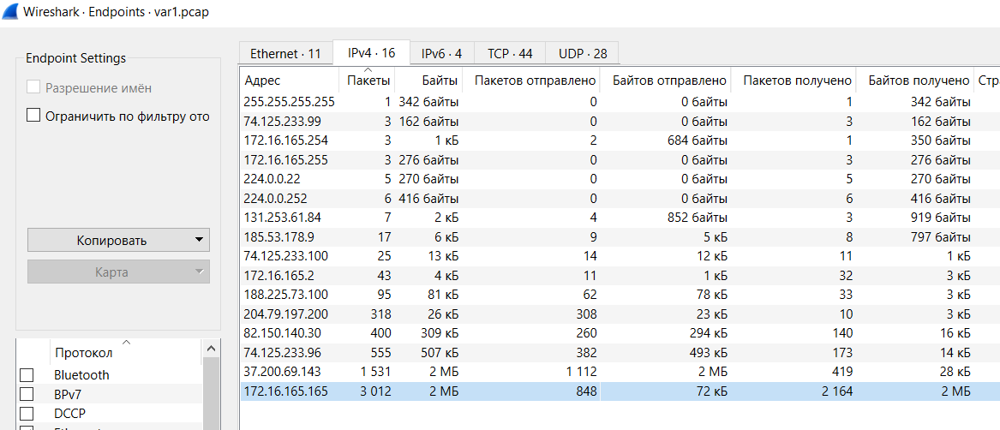 Wireshark · Endpoints · var1.pcap
Endpoint Settings
Разрешение имён
Ограничить по фильтру ото
Копировать
Карта
Протокол
Bluetooth
BPv7
DCCP
Ethernet · 11 IPv4 · 16 IPv6 · 4 TCP · 44 UDP · 28
Адрес Пакеты Байты Пакетов отправлено Байтов отправлено Пакетов получено Байтов получено Стра
255.255.255.255 1 342 байты 0 0 байты 1 342 байты
74.125.233.99 3 162 байты 0 0 байты 3 162 байты
172.16.165.254 3 1 кБ 2 684 байты 1 350 байты
172.16.165.255 3 276 байты 0 0 байты 3 276 байты
224.0.0.22 5 270 байты 0 0 байты 5 270 байты
224.0.0.252 6 416 байты 0 0 байты 6 416 байты
131.253.61.84 7 2 кБ 4 852 байты 3 919 байты
185.53.178.9 17 6 кБ 9 5 кБ 8 797 байты
74.125.233.100 25 13 кБ 14 12 кБ 11 1 кБ
172.16.165.2 43 4 кБ 11 1 кБ 32 3 кБ
188.225.73.100 95 81 кБ 62 78 кБ 33 3 кБ
204.79.197.200 318 26 кБ 308 23 кБ 10 3 кБ
82.150.140.30 400 309 кБ 260 294 кБ 140 16 кБ
74.125.233.96 555 507 кБ 382 493 кБ 173 14 кБ
37.200.69.143 1 531 2 МБ 1 112 2 МБ 419 28 кБ
172.16.165.165 3 012 2 МБ 848 72 кБ 2 164 2 МБ